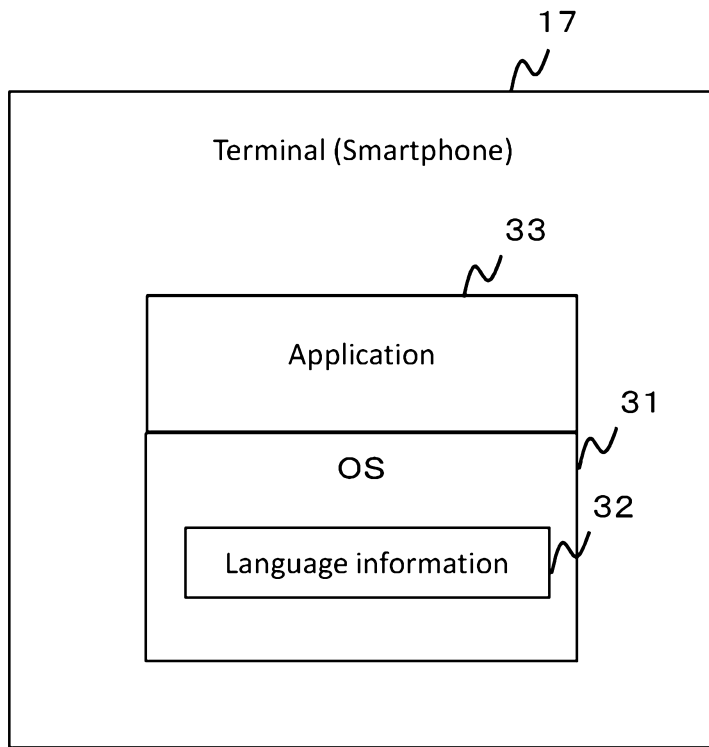 17
Terminal (Smartphone)
33
Application
31
OS
32
Language information